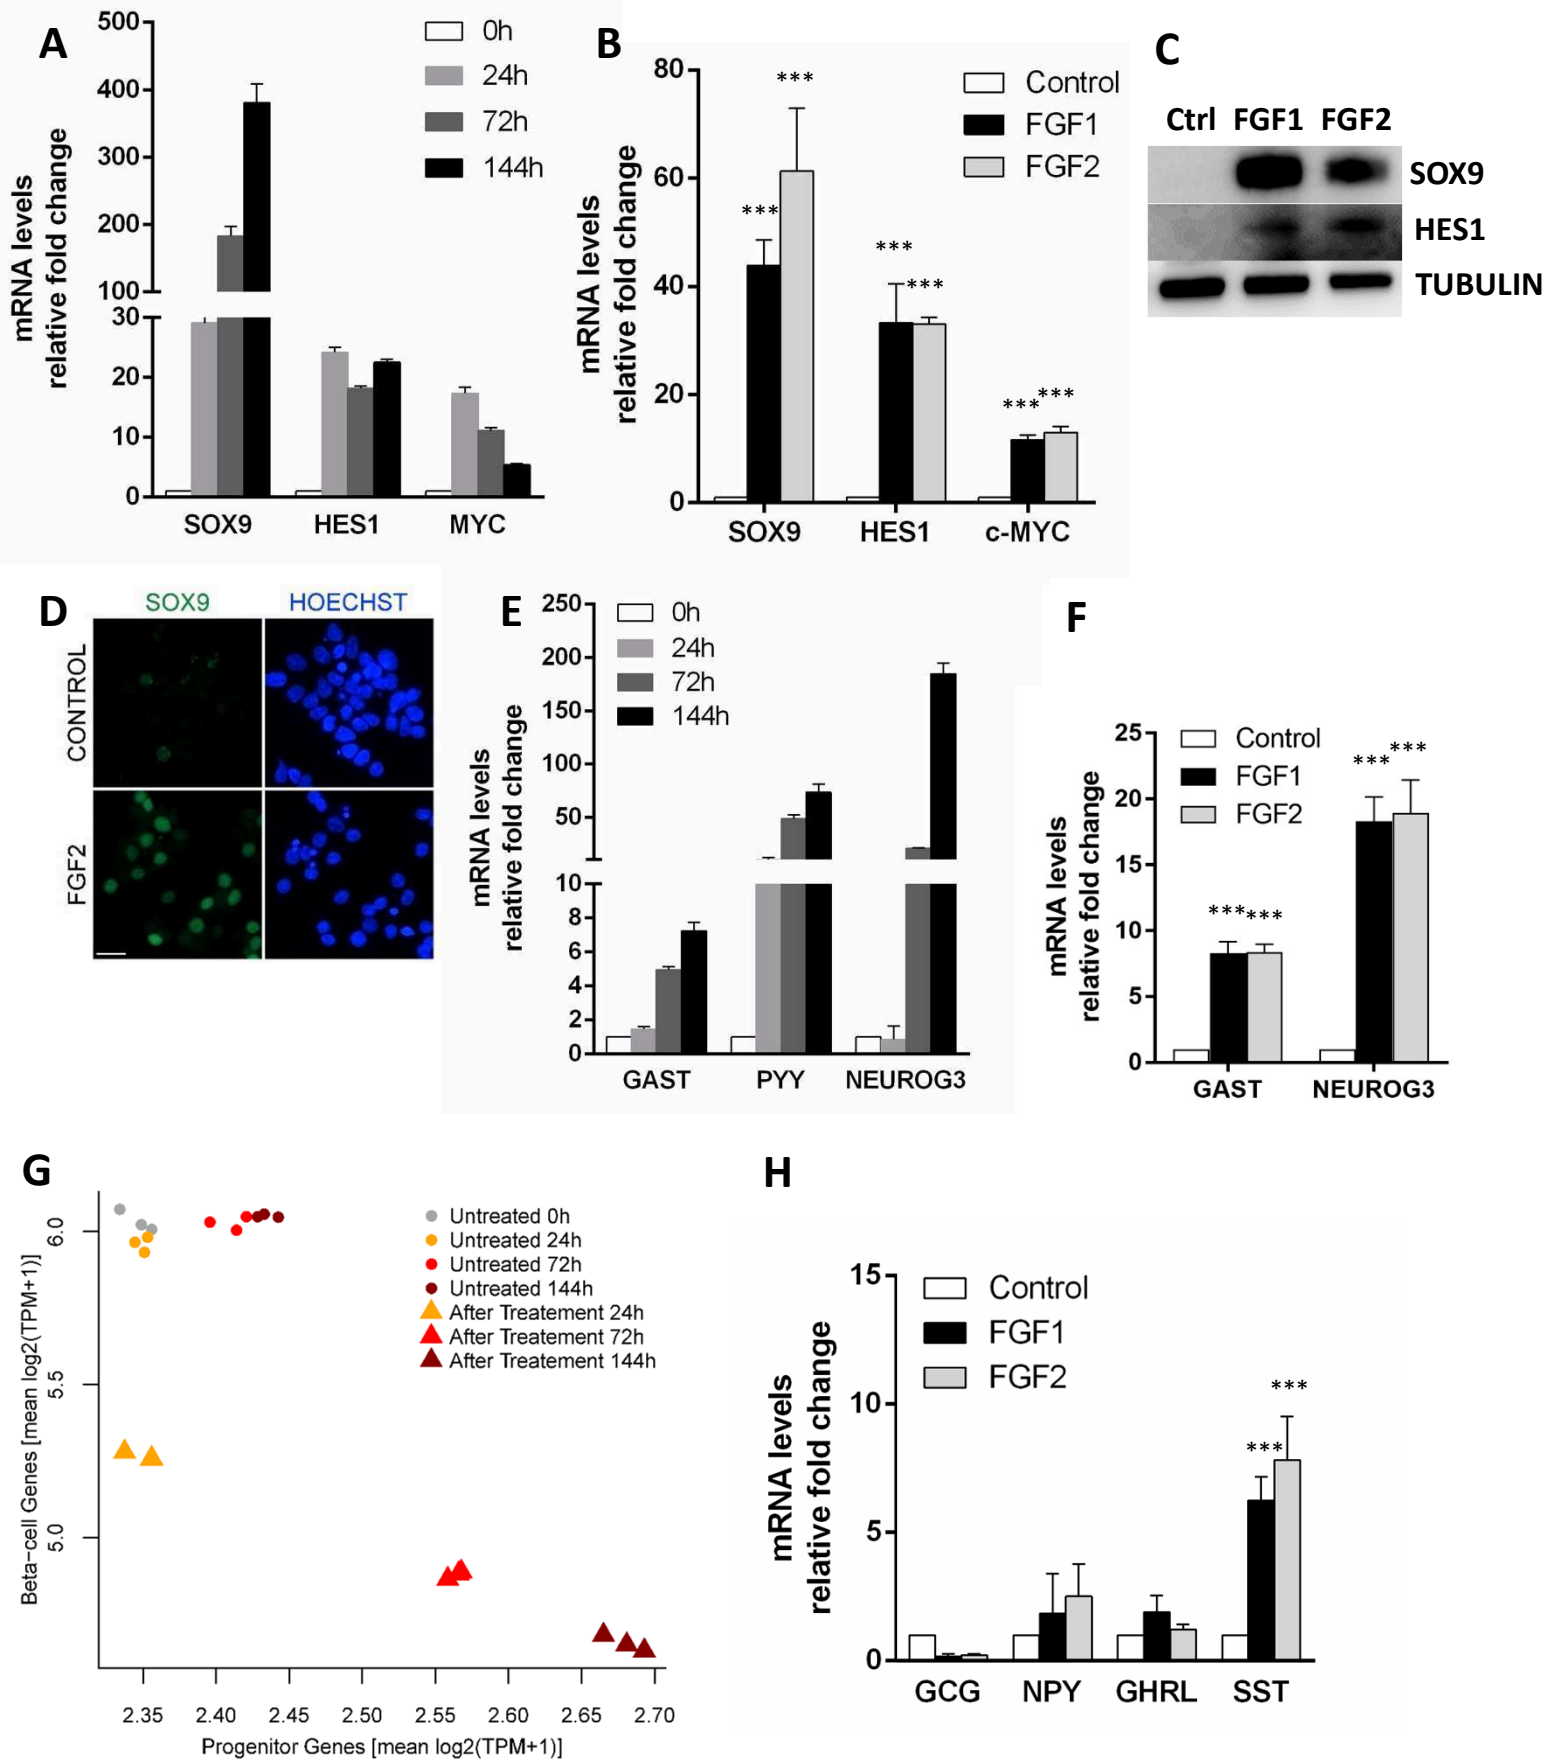 A
mRNA levels
relative fold change
500
400
300
200
100
30
20
10
0
0h
24h
72h
144h
SOX9 HES1 MYC
B
mRNA levels
relative fold change
80
60
40
20
0
Control
FGF1
FGF2
***
***
***
***
***
***
SOX9 HES1 c-MYC
C
Ctrl FGF1 FGF2
SOX9
HES1
TUBULIN
D
SOX9 HOECHST
CONTROL
FGF2
E
mRNA levels
relative fold change
250
200
150
100
50
10
8
6
4
2
0
0h
24h
72h
144h
GAST PYY NEUROG3
F
mRNA levels
relative fold change
25
20
15
10
5
0
Control
FGF1
FGF2
***
***
***
***
GAST NEUROG3
G
Beta-cell Genes [mean log2(TPM+1)]
6.0
5.5
5.0
Untreated 0h
Untreated 24h
Untreated 72h
Untreated 144h
After Treatement 24h
After Treatement 72h
After Treatement 144h
2.35 2.40 2.45 2.50 2.55 2.60 2.65 2.70
Progenitor Genes [mean log2(TPM+1)]
H
mRNA levels
relative fold change
15
10
5
0
Control
FGF1
FGF2
***
***
GCG NPY GHRL SST